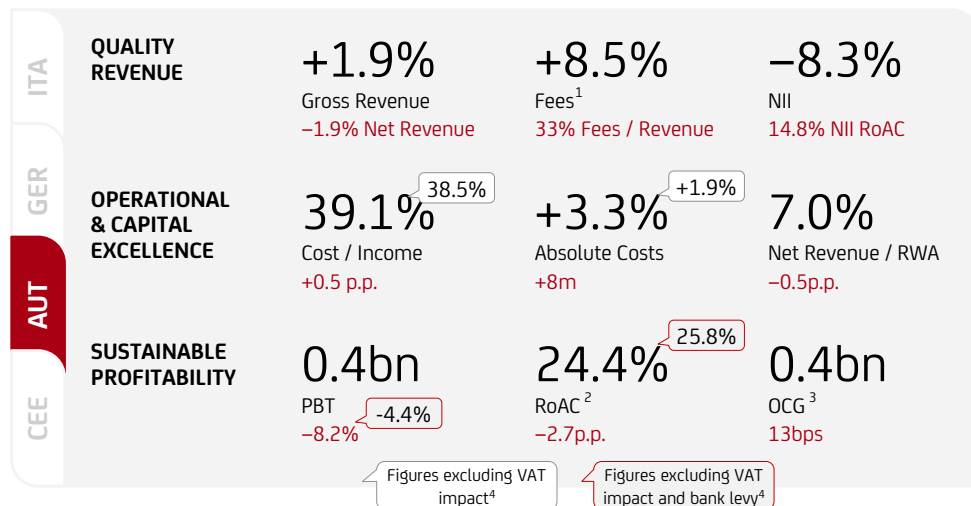 ITA
GER
AUT
CEE
QUALITY
REVENUE
+1.9%
Gross Revenue
–1.9% Net Revenue
+8.5%
Fees1
33% Fees / Revenue
–8.3%
NII
14.8% NII RoAC
OPERATIONAL
& CAPITAL
EXCELLENCE
39.1%
38.5%
Cost / Income
+0.5 p.p.
+3.3%
+1.9%
Absolute Costs
+8m
7.0%
Net Revenue / RWA
–0.5p.p.
SUSTAINABLE
PROFITABILITY
0.4bn
PBT
-4.4%
–8.2%
24.4%
25.8%
RoAC 2
–2.7p.p.
0.4bn
OCG 3
13bps
Figures excluding VAT
impact4
Figures excluding VAT
impact and bank levy4